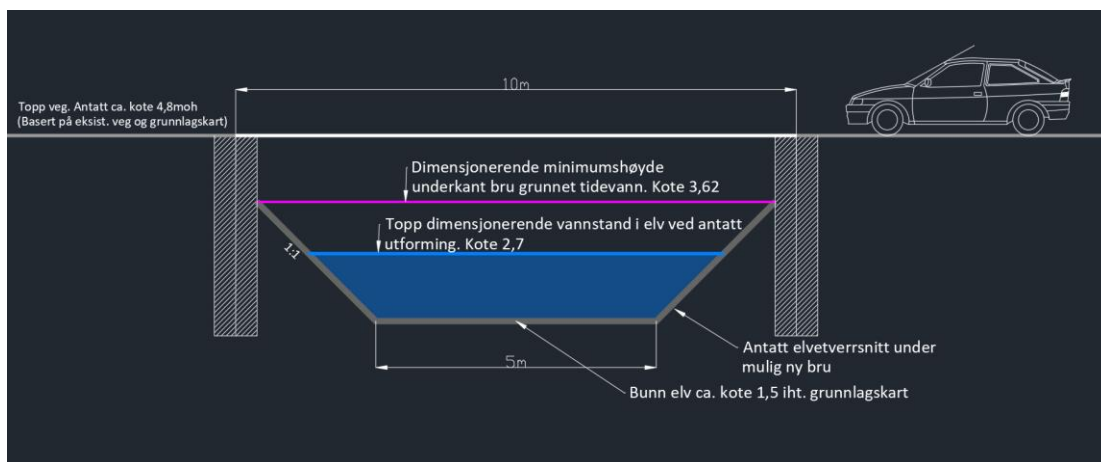 10m
Topp veg. Antatt ca. kote 4,8moh
(Basert på eksist. veg og grunnlagskart)
Dimensjonerende minimumshøyde
underkant bru grunnet tidevann. Kote 3,62
Topp dimensjonerende vannstand i elv ved antatt
utforming. Kote 2,7
1:1
Antatt elvetverrsnitt under
mulig ny bru
5m
Bunn elv ca. kote 1,5 iht. grunnlagskart